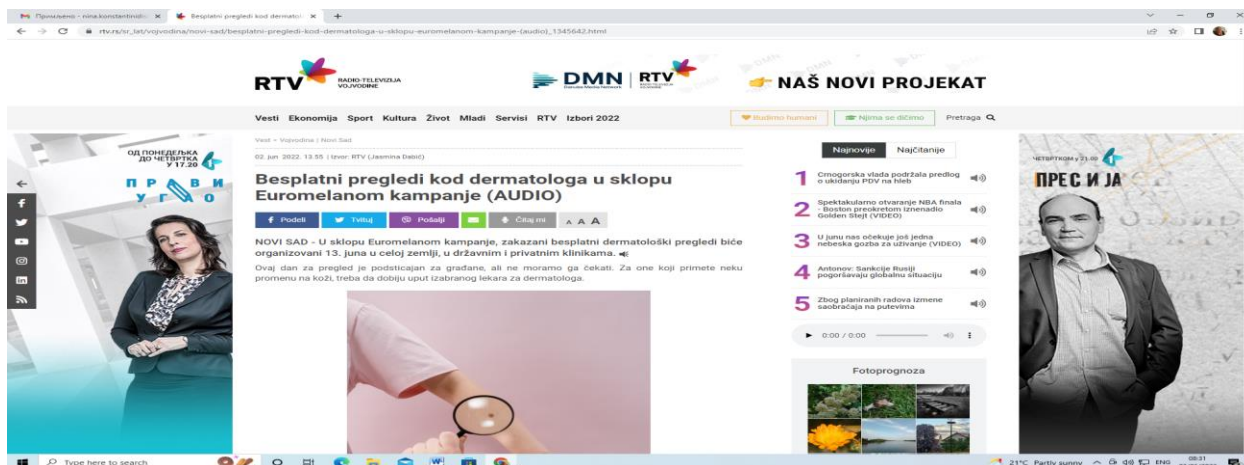 Примљено - nina.konstantinidi
Besplatni pregledi kod dermatol
rtv.rs/sr_lat/vojvodina/novi-sad/besplatni-pregledi-kod-dermatologa-u-sklopu-euromelanom-kampanje-(audio)_1345642.html
RTV RADIO-TELEVIZIJA VOJVODINE
DMN RTV
NAŠ NOVI PROJEKAT
Vesti Ekonomija Sport Kultura Život Mladi Servisi RTV Izbori 2022
Budimo humani
Njima se dičimo
Pretraga
Vesti > Vojvodina | Novi Sad
02. jun 2022. 13:55 | Izvor: RTV (Jasmina Dabić)
Besplatni pregledi kod dermatologa u sklopu
Euromelanom kampanje (AUDIO)
Podeli Tvituj Pošalji Čitaj mi A A A
NOVI SAD - U sklopu Euromelanom kampanje, zakazani besplatni dermatološki pregledi biće
organizovani 13. juna u celoj zemlji, u državnim i privatnim klinikama.
Ovaj dan za pregled je podsticajan za građane, ali ne moramo ga čekati. Za one koji primete neku
promenu na koži, treba da dobiju uput izabranog lekara za dermatologa.
Najnovije Najčitanije
1 Crnogorska vlada podržala predlog
o ukidanju PDV na hleb
2 Spektakularno otvaranje NBA finala
- Boston preokretom iznenadio
Golden Stejt (VIDEO)
3 U junu nas očekuje još jedna
nebeska gozba za uživanje (VIDEO)
4 Antonov: Sankcije Rusiji
pogoršavaju globalnu situaciju
5 Zbog planiranih radova izmene
saobraćaja na putevima
0:00 / 0:00
Fotoprognoza
ОД ПОНЕДЕЉКА
ДО ЧЕТВРТКА
У 17.20
ПРАВИ
УГАО
ЧЕТВРТКОМ у 21.00
ПРЕС И ЈА
Type here to search
21°C Partly sunny
ENG
08:31